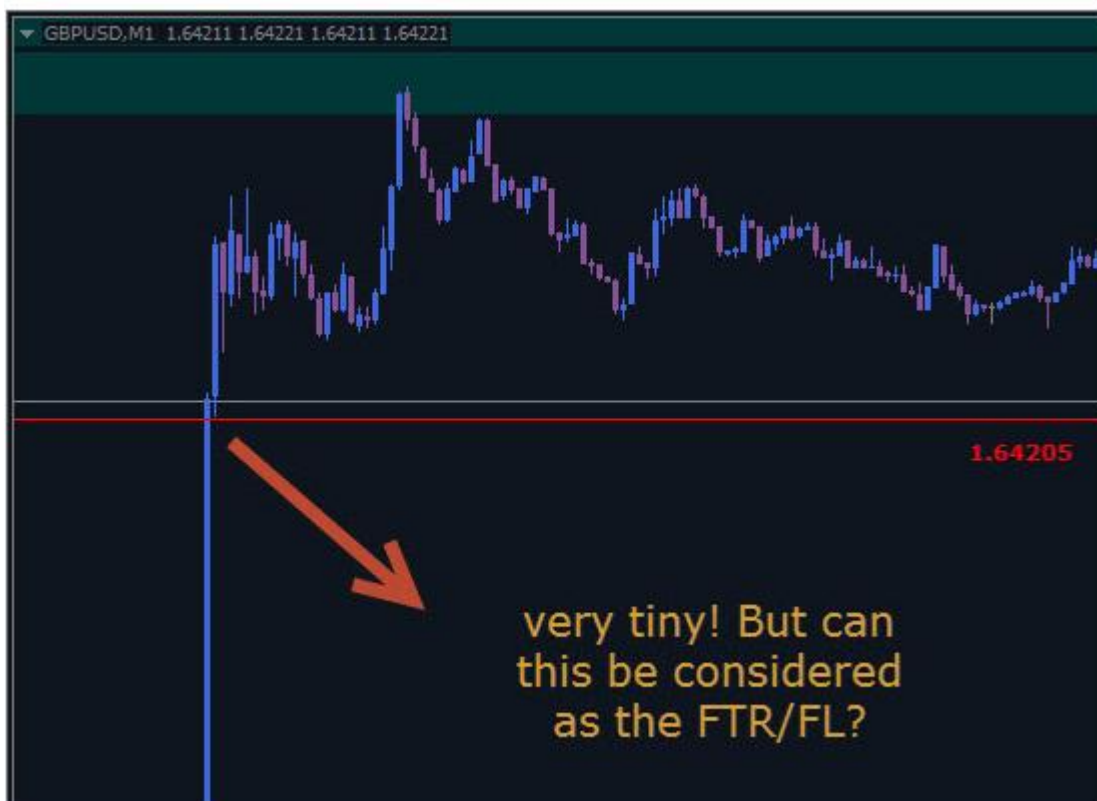 GBPUSD,M1 1.64211 1.64221 1.64211 1.64221
1.64205
very tiny! But can
this be considered
as the FTR/FL?